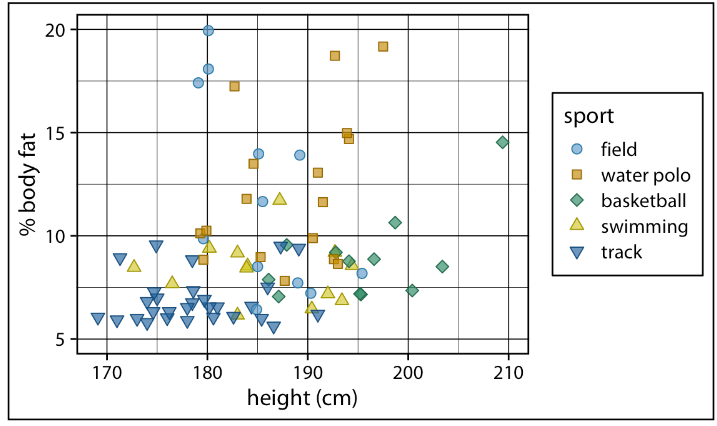 20
15
10
5
% body fat
170 180 190 200 210
height (cm)
sport
field
water polo
basketball
swimming
track